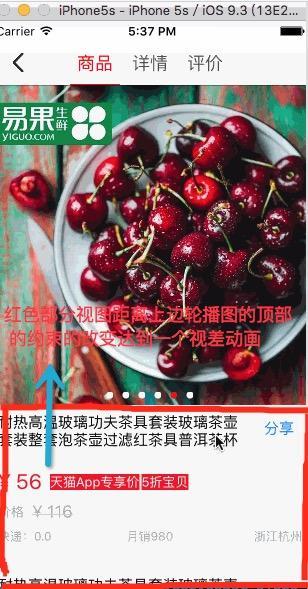 iPhone5s - iPhone 5s / iOS 9.3 (13E2...
Carrier 5:37 PM
商品 详情 评价
易果生鲜
YIGUO.COM
红色部分视图距离上边轮播图的顶部
的约束的改变达到一个视差动画
耐热高温玻璃功夫茶具套装玻璃茶壶
套装整套泡茶壶过滤红茶具普洱茶杯
分享
¥ 56 天猫App专享价 5折宝贝
价格 ¥116
快递: 0.0 月销980 浙江杭州
耐热高温玻璃功夫茶具套装玻璃茶壶